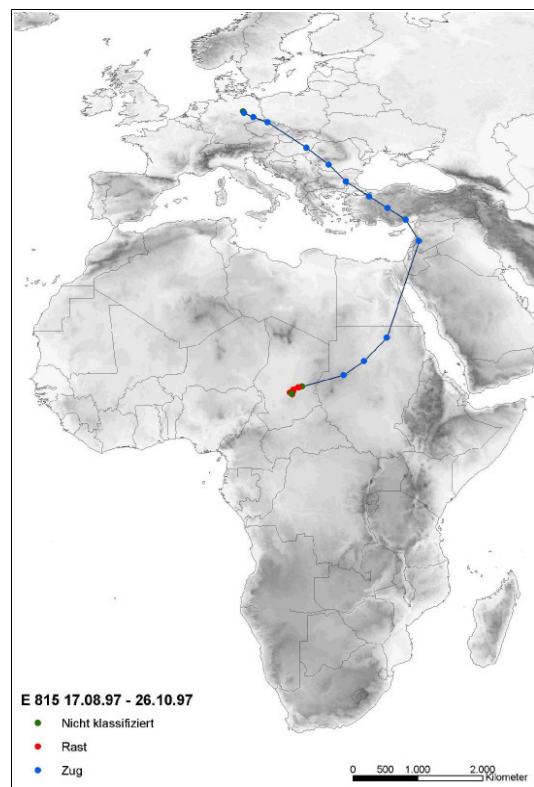 E 815 17.08.97 - 26.10.97
Nicht klassifiziert
Rast
Zug
0 500 1.000 2.000
Kilometer